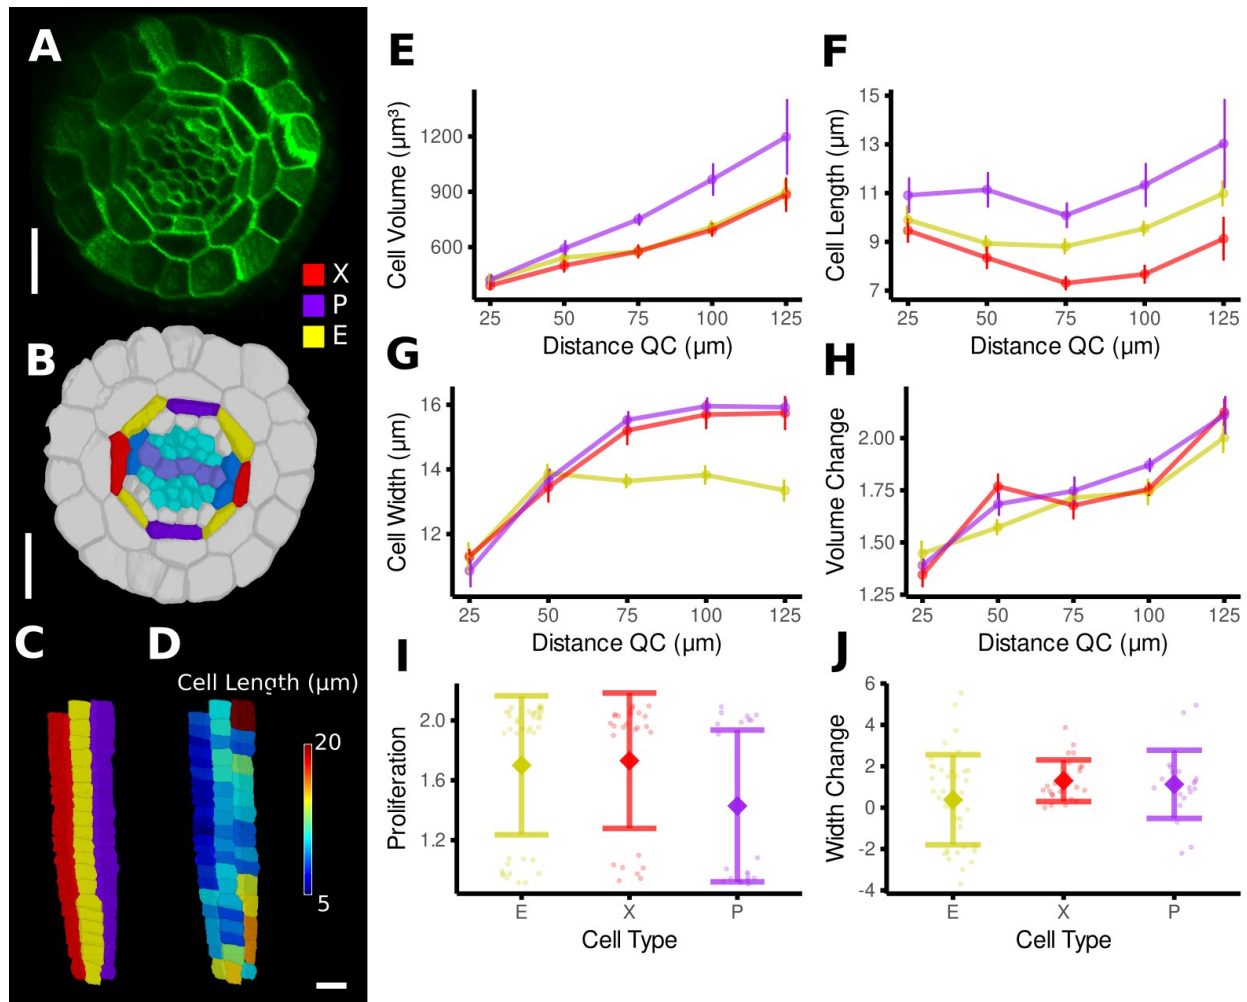 A
X
P
E
B
C
D
Cell Length (µm)
20
5
E
Cell Volume (µm³)
1200
900
600
25 50 75 100 125
Distance QC (µm)
F
Cell Length (µm)
15
13
11
9
7
25 50 75 100 125
Distance QC (µm)
G
Cell Width (µm)
16
14
12
25 50 75 100 125
Distance QC (µm)
H
Volume Change
2.00
1.75
1.50
1.25
25 50 75 100 125
Distance QC (µm)
I
Proliferation
2.0
1.6
1.2
E X P
Cell Type
J
Width Change
6
4
2
0
-2
-4
E X P
Cell Type